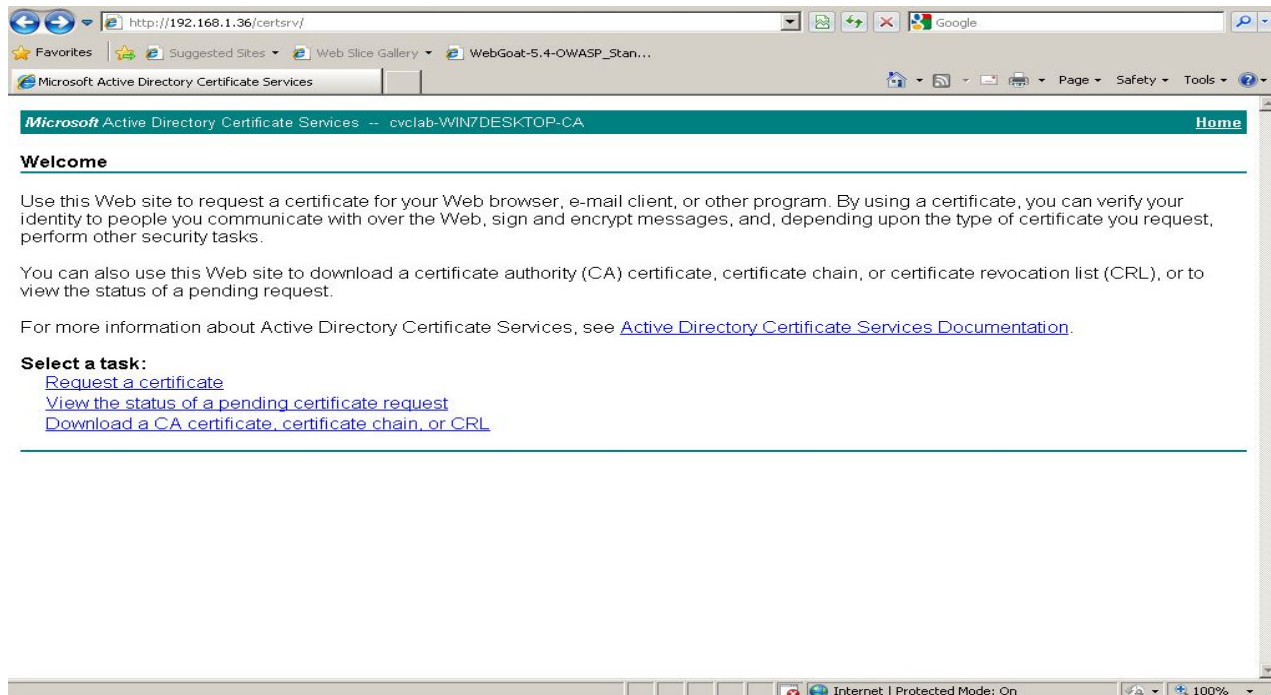 http://192.168.1.36/certsrv/
Google
Favorites
Suggested Sites
Web Slice Gallery
WebGoat-5.4-OWASP_Stan...
Microsoft Active Directory Certificate Services
Page
Safety
Tools
Microsoft Active Directory Certificate Services -- cvclab-WIN7DESKTOP-CA
Home
Welcome
Use this Web site to request a certificate for your Web browser, e-mail client, or other program. By using a certificate, you can verify your
identity to people you communicate with over the Web, sign and encrypt messages, and, depending upon the type of certificate you request,
perform other security tasks.
You can also use this Web site to download a certificate authority (CA) certificate, certificate chain, or certificate revocation list (CRL), or to
view the status of a pending request.
For more information about Active Directory Certificate Services, see Active Directory Certificate Services Documentation.
Select a task:
Request a certificate
View the status of a pending certificate request
Download a CA certificate, certificate chain, or CRL
Internet | Protected Mode: On
100%